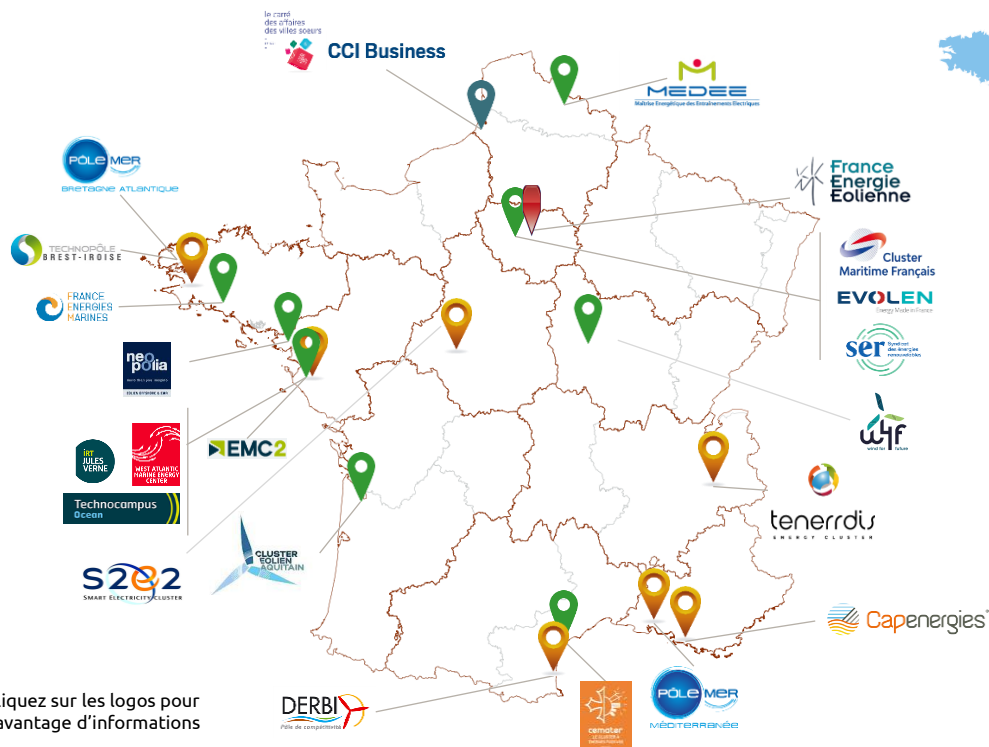 le carré
des affaires
des villes soeurs
CCI Business
MEDEE
Maîtrise Energétique des Entraînements Electriques
PÔLE MER
BRETAGNE ATLANTIQUE
France
Energie
Eolienne
TECHNOPÔLE
BREST-IROISE
Cluster
Maritime Français
FRANCE
ENERGIES
MARINES
EVOLEN
Energy Made in France
ser
Syndicat
des énergies
renouvelables
neo
polia
w4f
wind for future
IRT
JULES
VERNE
WEST ATLANTIC
MARINE ENERGY
CENTER
EMC2
Technocampus
Ocean
tenerrdis
ENERGY CLUSTER
CLUSTER
EOLIEN
AQUITAIN
S2E2
SMART ELECTRICITY CLUSTER
Capenergies
iquez sur les logos pour
avantage d'informations
DERBI
Pôle de compétitivité
cemater
PÔLE MER
MÉDITERRANÉE